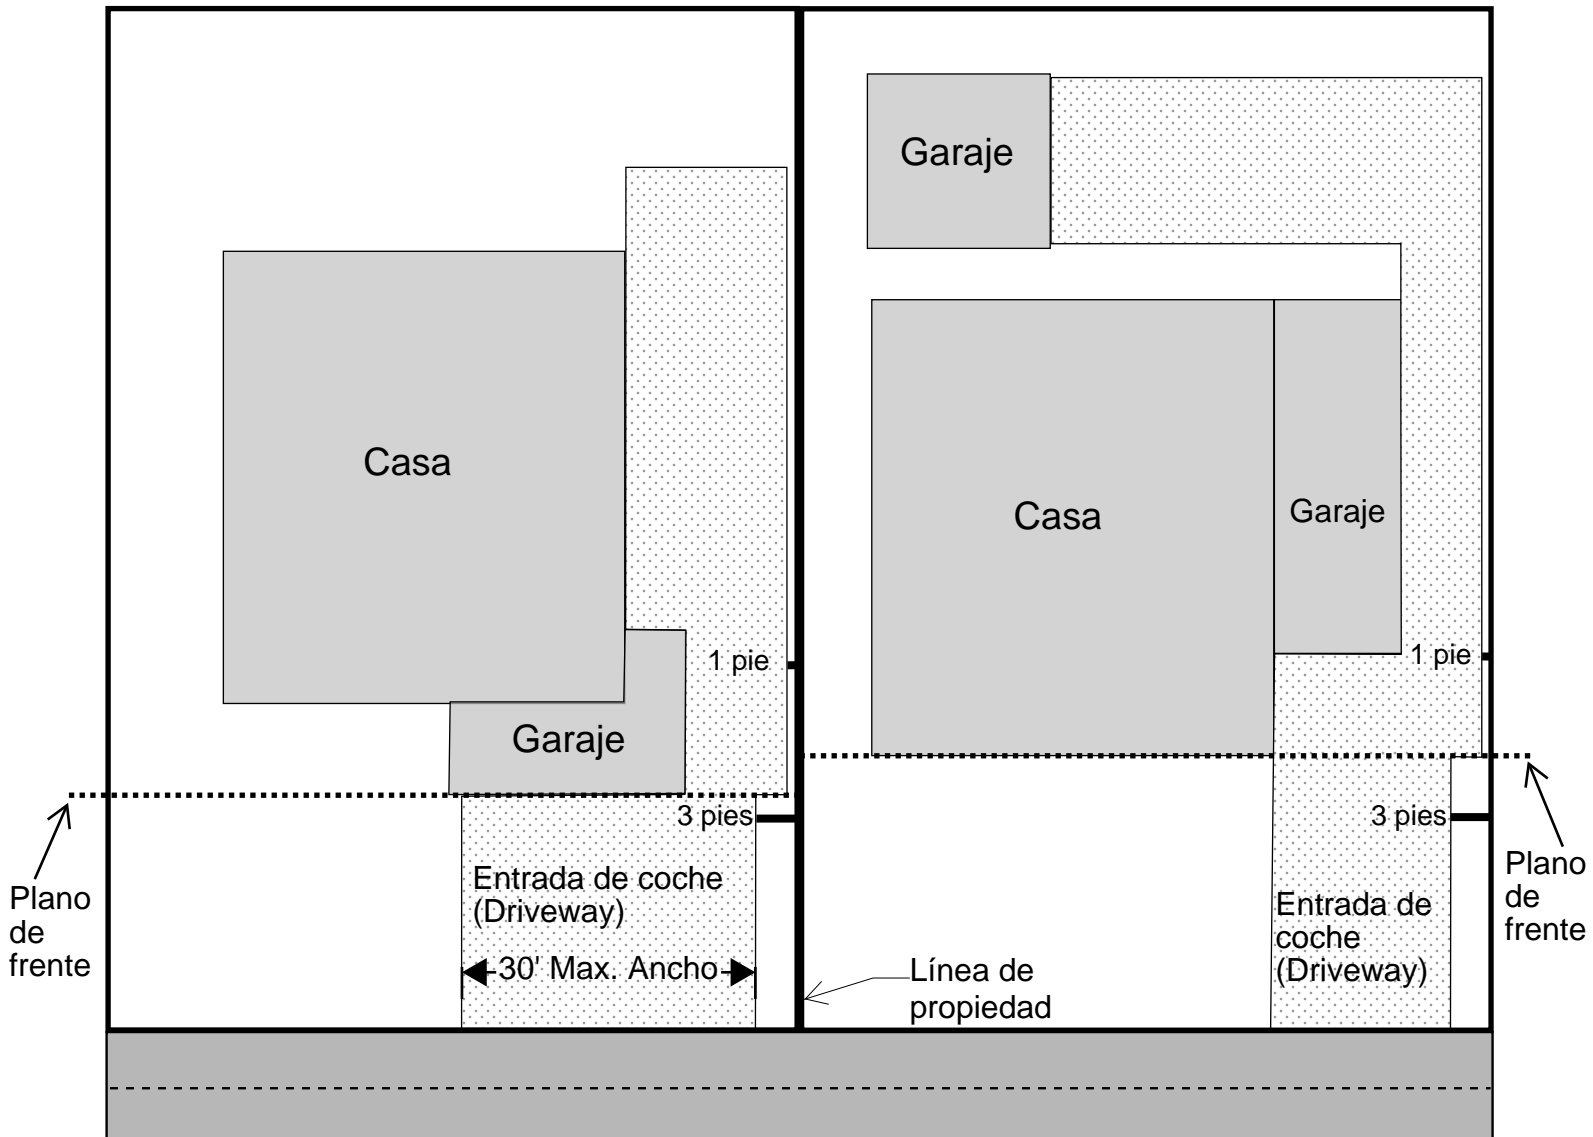 Garaje
Casa
Casa
Garaje
1 pie
1 pie
Garaje
3 pies
3 pies
Plano
de
frente
Entrada de coche
(Driveway)
30' Max. Ancho
Línea de
propiedad
Entrada de
coche
(Driveway)
Plano
de
frente